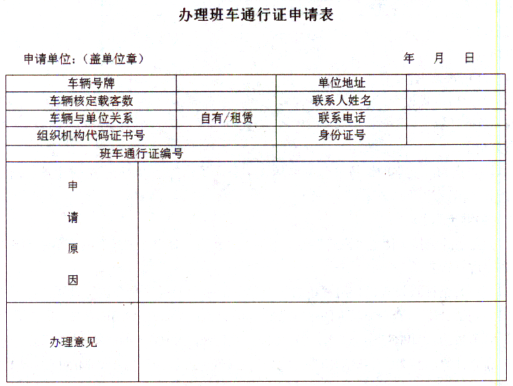 办理班车通行证申请表
申请单位：（盖单位章） 年 月 日
车辆号牌 单位地址
车辆核定载客数 联系人姓名
车辆与单位关系 自有/租赁 联系电话
组织机构代码证书号 身份证号
班车通行证编号
申
请
原
因
办理意见